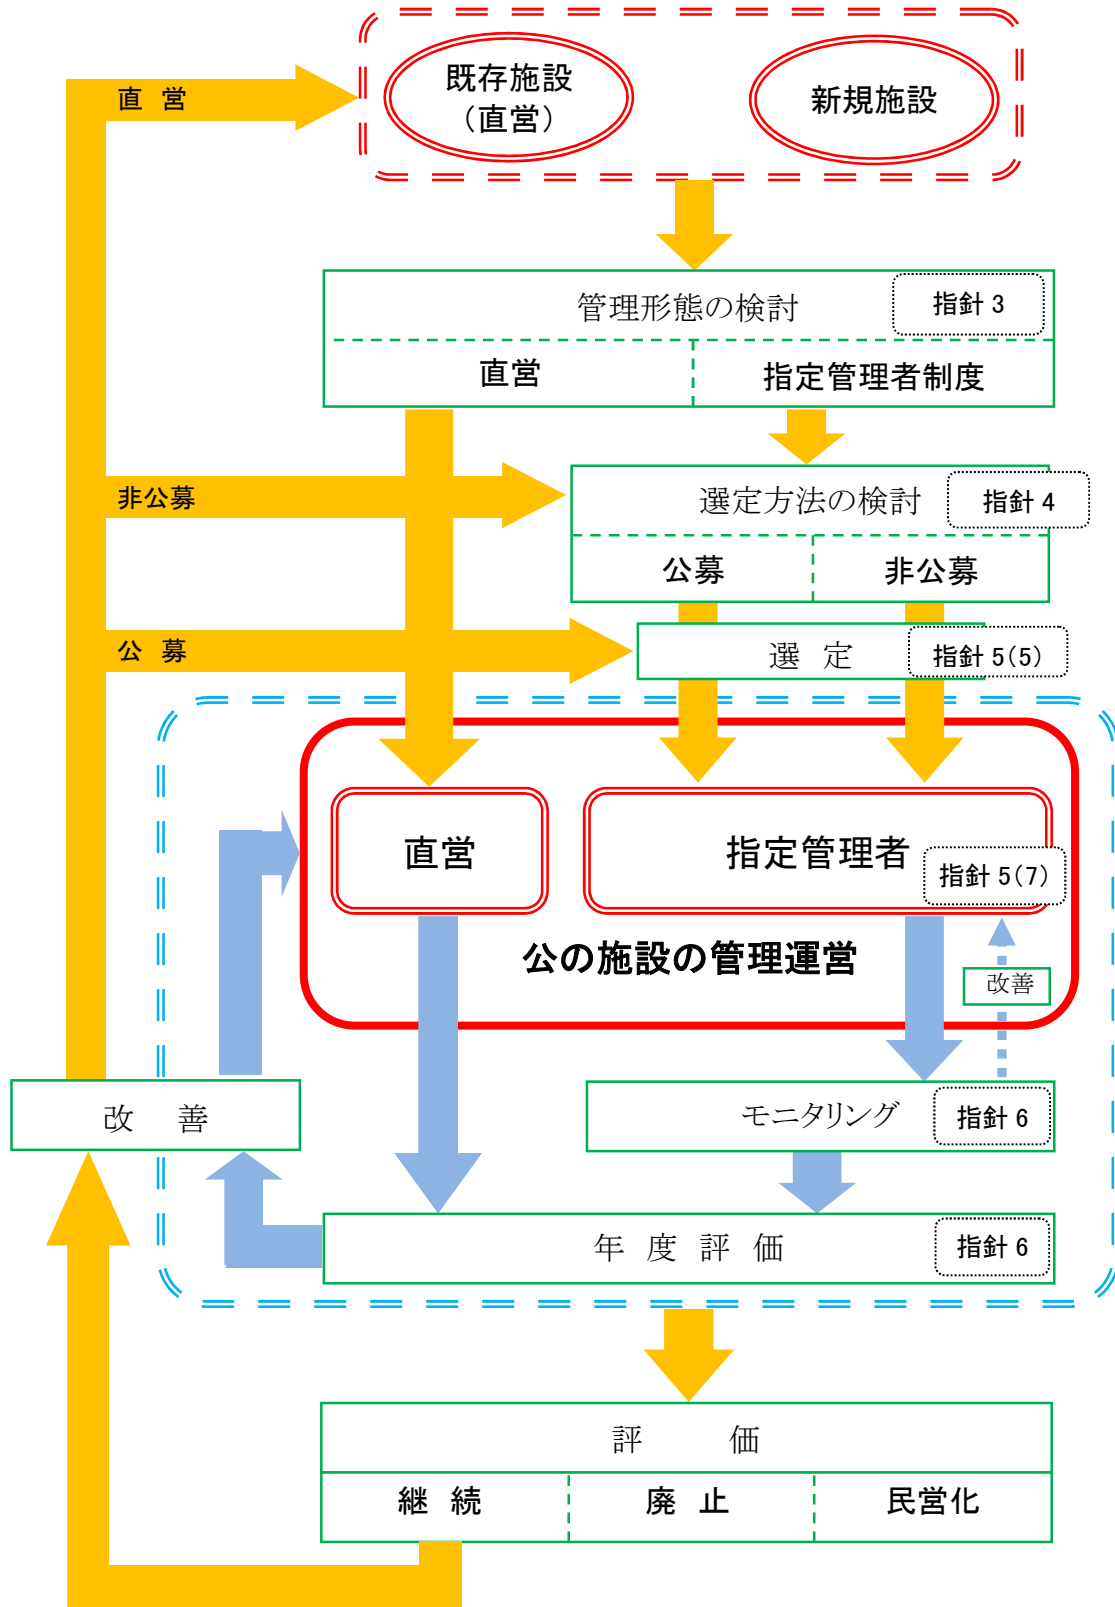 既存施設
（直営）
新規施設
直 営
管理形態の検討
指針 3
直営
指定管理者制度
非公募
選定方法の検討
指針 4
公募
非公募
公 募
選 定
指針 5(5)
直営
指定管理者
指針 5(7)
公の施設の管理運営
改善
改 善
モニタリング
指針 6
年 度 評 価
指針 6
評 価
継 続
廃 止
民営化